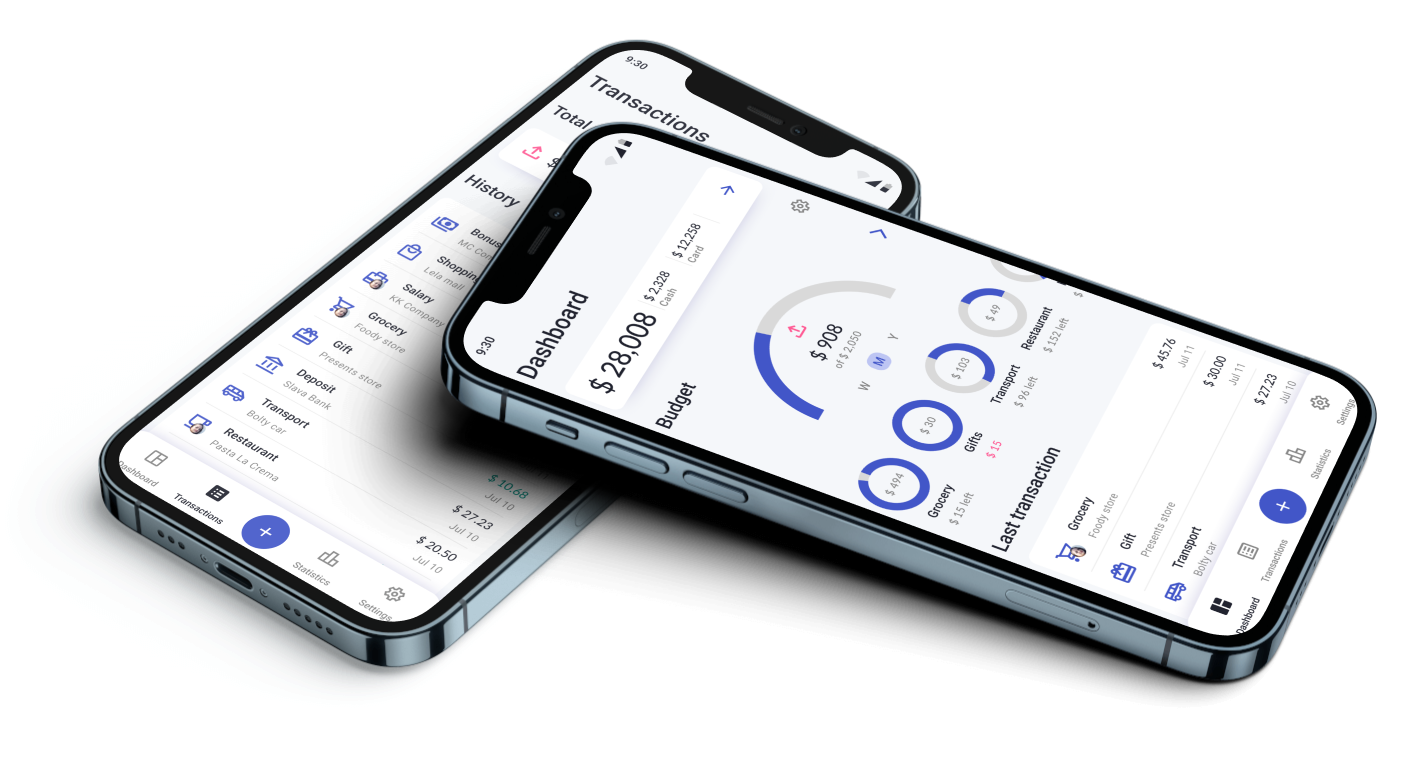 9:30
Transactions
Total
$
History
Bonus
MC Com
Shopping
Lela mall
Salary
KK Company
Grocery
Foody store
Gift
Presents store
Deposit
Slava Bank
$ 10.68
Jul 10
Transport
Bolty car
$ 27.23
Jul 10
Restaurant
Pasta La Crema
$ 20.50
Jul 10
Dashboard
Transactions
+
Statistics
Settings
9:30
Dashboard
$ 28,008
$ 2,328
Cash
$ 12,258
Card
Budget
$ 908
of $ 2,050
W M Y
$ 494
Grocery
$ 15 left
$ 30
Gifts
$ 15
$ 103
Transport
$ 96 left
$ 49
Restaurant
$ 152 left
$
Last transaction
Grocery
Foody store
$ 45.76
Jul 11
Gift
Presents store
$ 30.00
Jul 11
Transport
Bolty car
$ 27.23
Jul 10
Dashboard
Transactions
+
Statistics
Settings